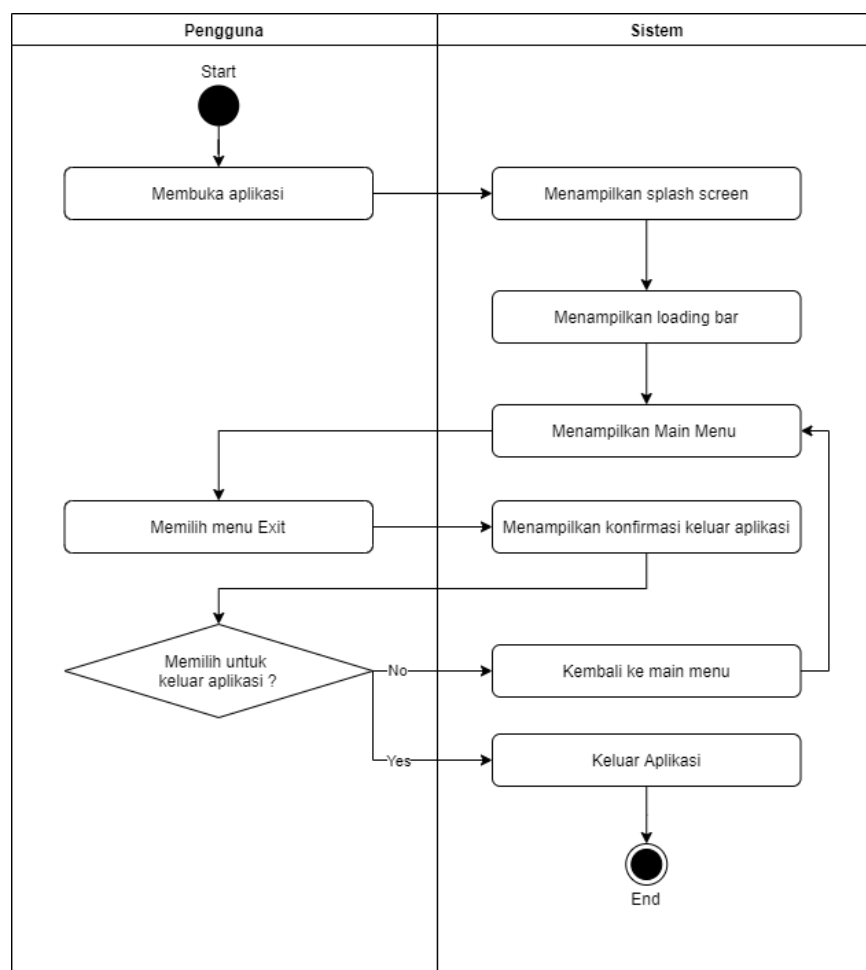 Pengguna
Sistem
Start
Membuka aplikasi
Menampilkan splash screen
Menampilkan loading bar
Menampilkan Main Menu
Memilih menu Exit
Menampilkan konfirmasi keluar aplikasi
Memilih untuk
keluar aplikasi ?
No
Kembali ke main menu
Yes
Keluar Aplikasi
End